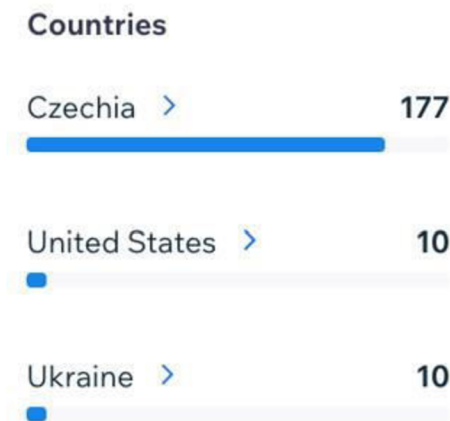 Countries
Czechia > 177
United States > 10
Ukraine > 10